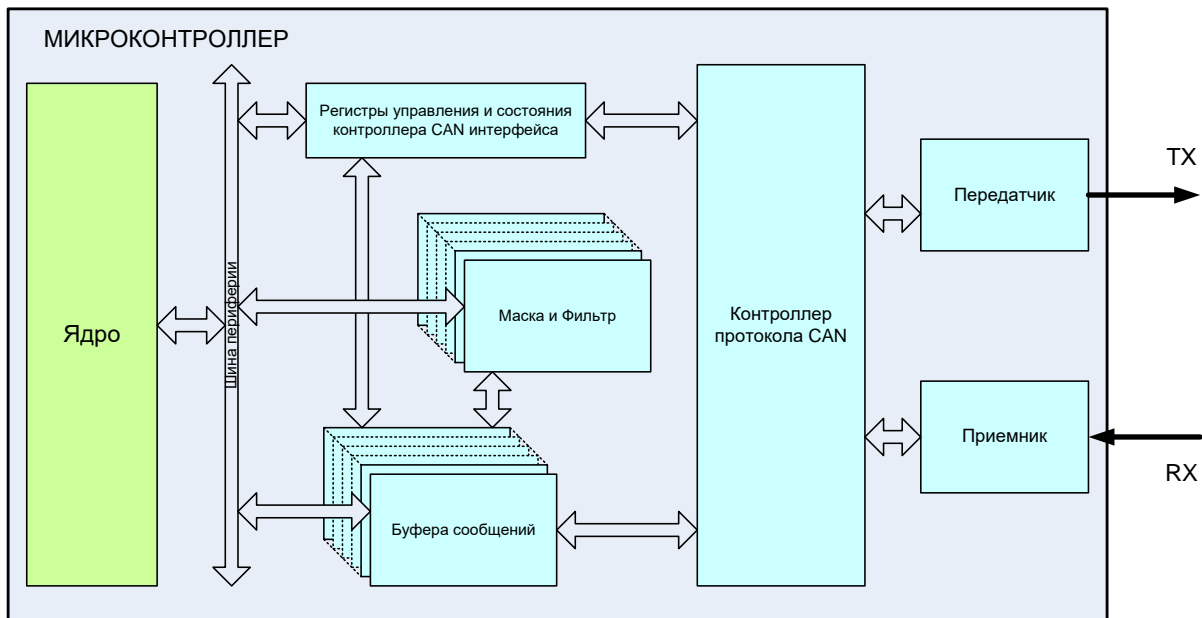 МИКРОКОНТРОЛЛЕР
Регистры управления и состояния
контроллера CAN интерфейса
TX
Передатчик
Шина периферии
Ядро
Маска и Фильтр
Контроллер
протокола CAN
Приемник
RX
Буфера сообщений